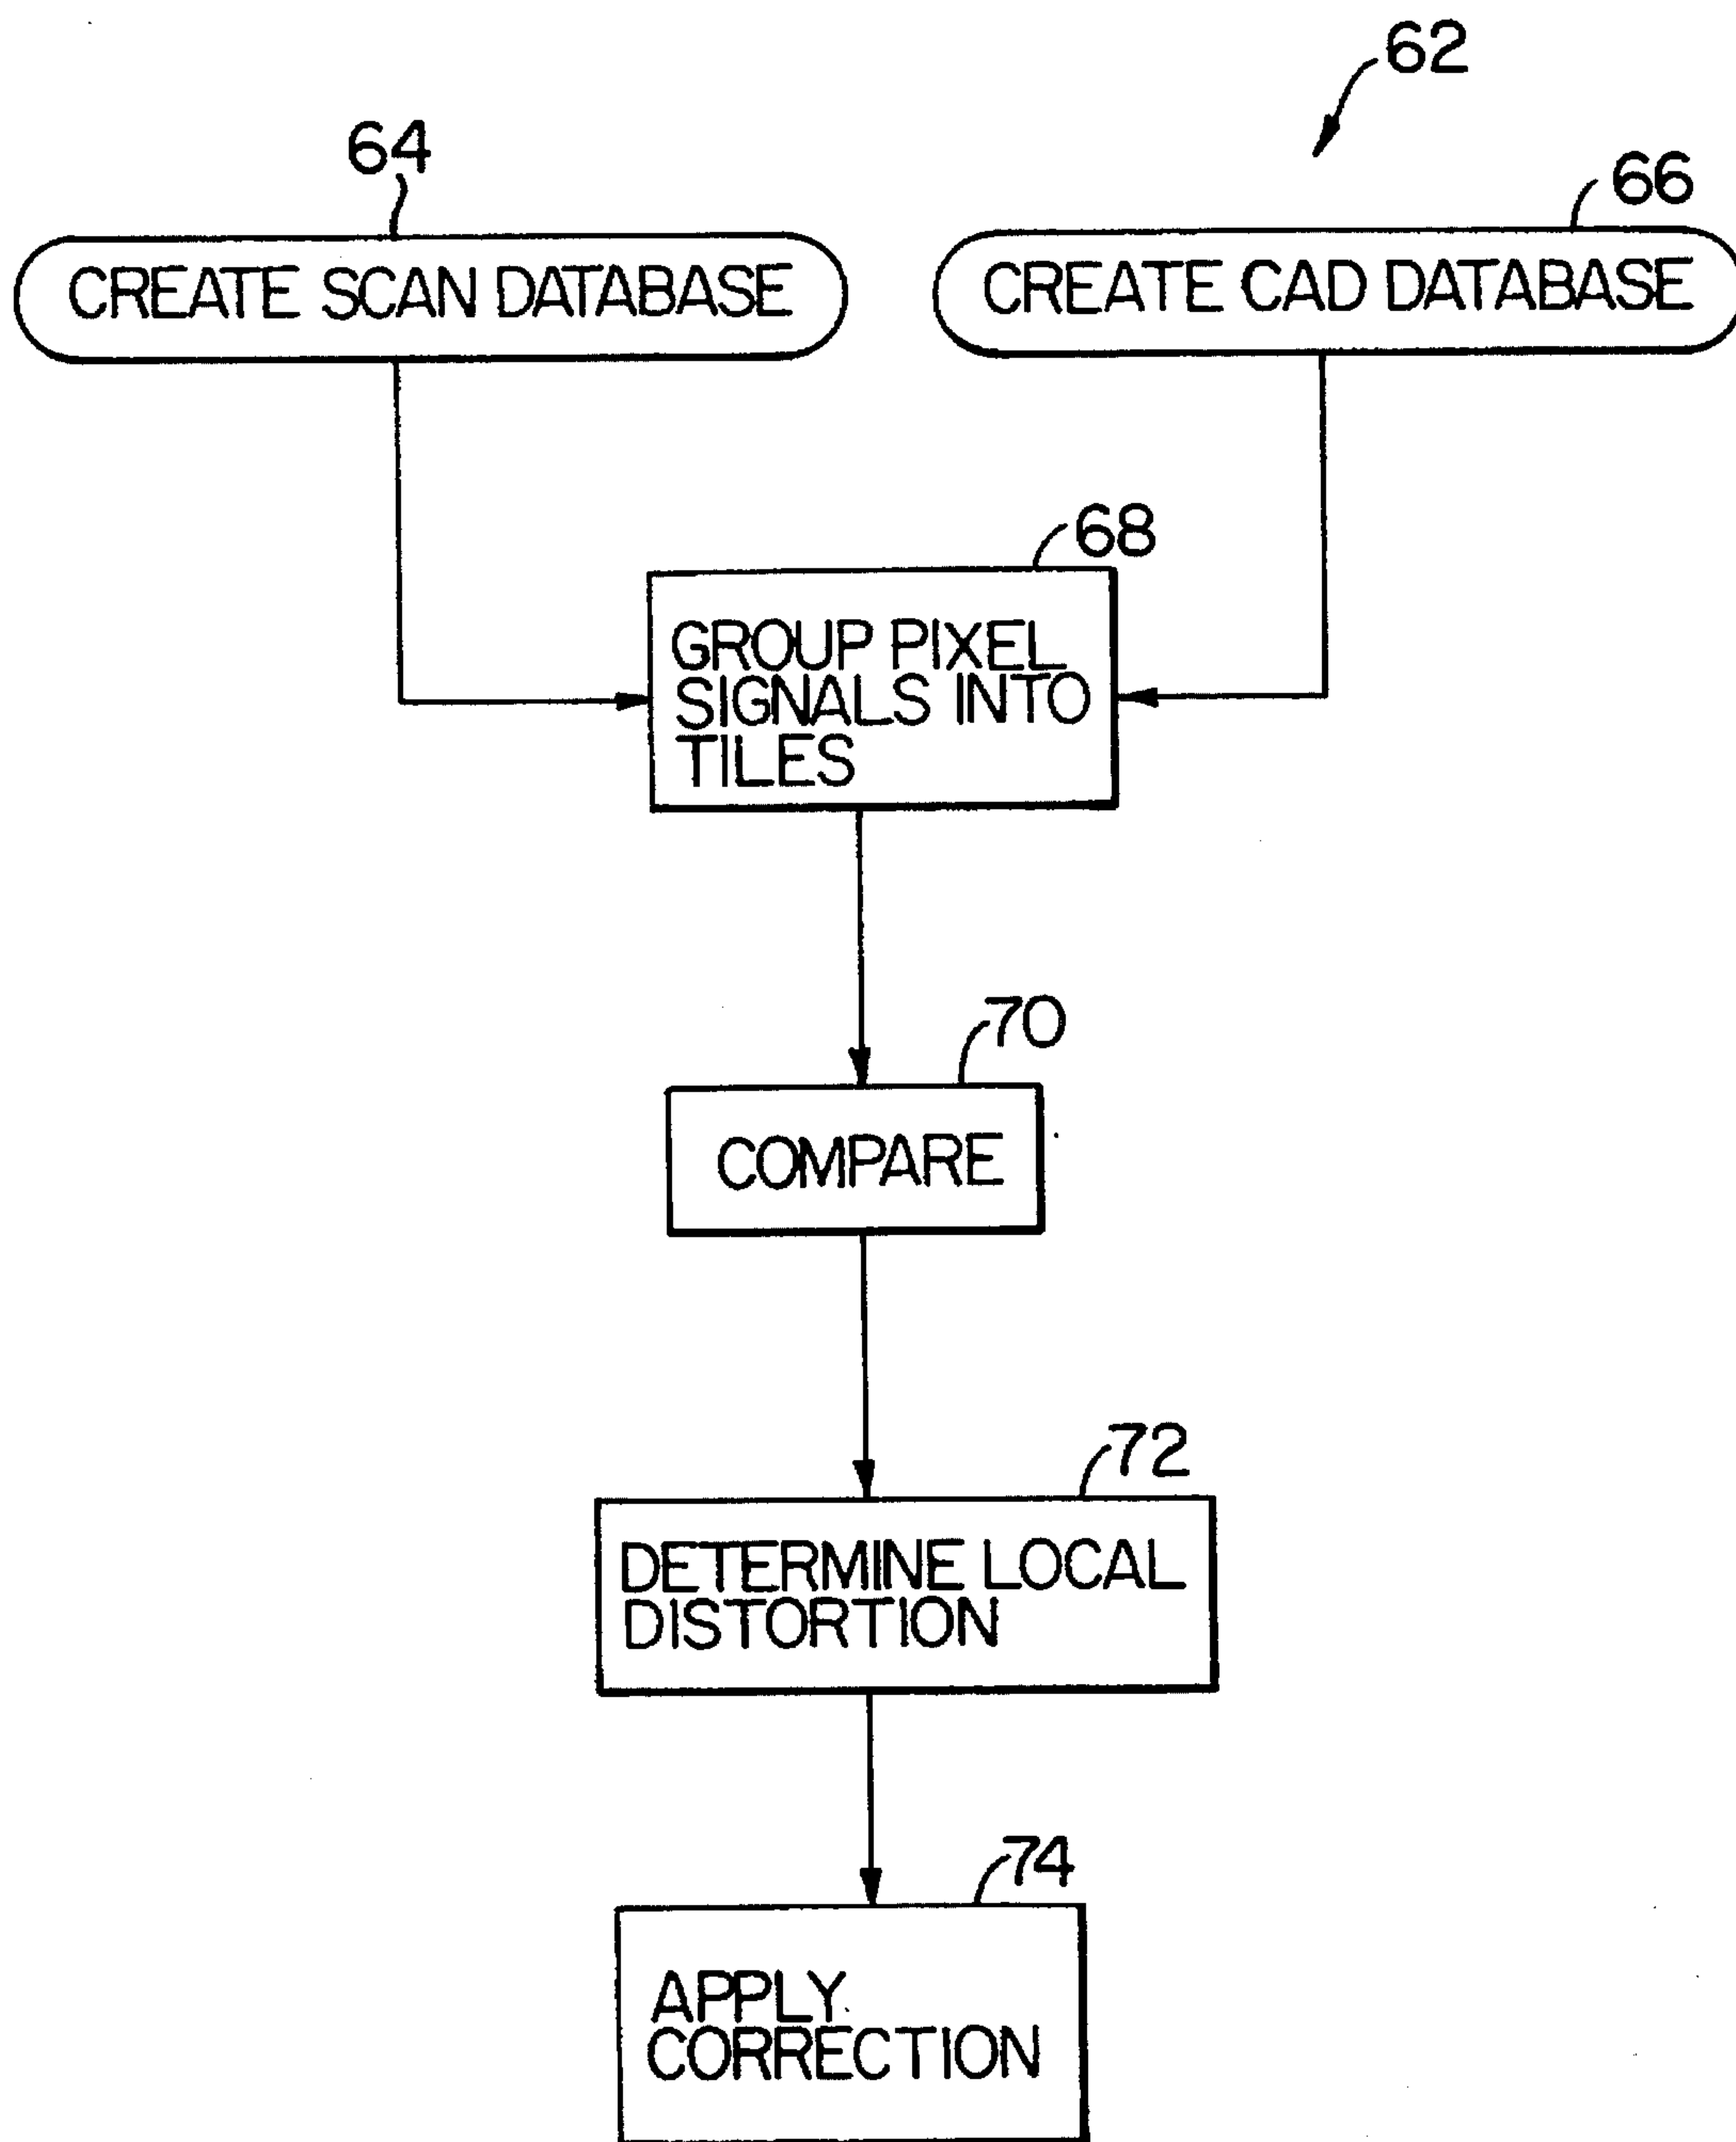 62
64
66
CREATE SCAN DATABASE
CREATE CAD DATABASE
68
GROUP PIXEL
SIGNALS INTO
TILES
70
COMPARE
72
DETERMINE LOCAL
DISTORTION
74
APPLY
CORRECTION